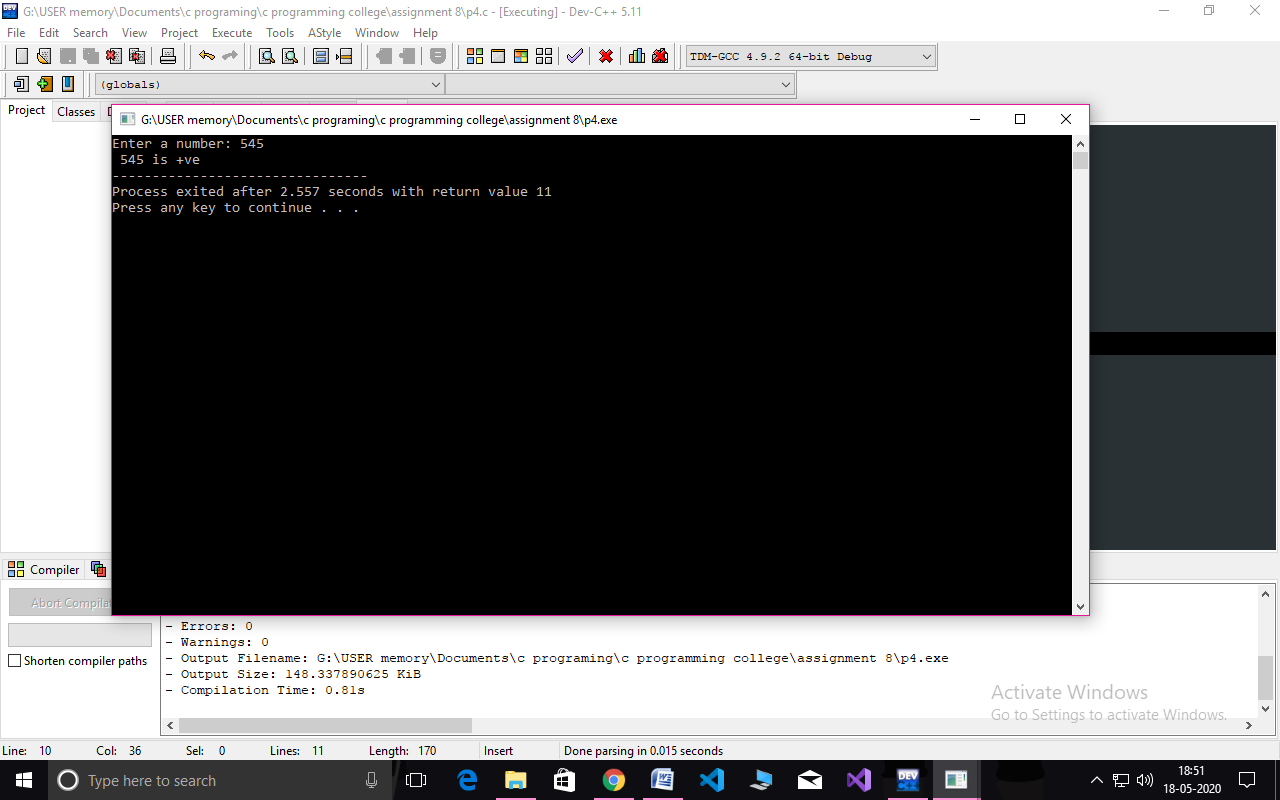 G:\USER memory\Documents\c programing\c programming college\assignment 8\p4.c - [Executing] - Dev-C++ 5.11
File Edit Search View Project Execute Tools AStyle Window Help
TDM-GCC 4.9.2 64-bit Debug
(globals)
Project Classes
G:\USER memory\Documents\c programing\c programming college\assignment 8\p4.exe
Enter a number: 545
545 is +ve
--------------------------------
Process exited after 2.557 seconds with return value 11
Press any key to continue . . .
Compiler
Abort
Shorten compiler paths
- Errors: 0
- Warnings: 0
- Output Filename: G:\USER memory\Documents\c programing\c programming college\assignment 8\p4.exe
- Output Size: 148.337890625 KiB
- Compilation Time: 0.81s
Activate Windows
Go to Settings to activate Windows.
Line: 10 Col: 36 Sel: 0 Lines: 11 Length: 170 Insert Done parsing in 0.015 seconds
Type here to search
DEV
18:51
18-05-2020